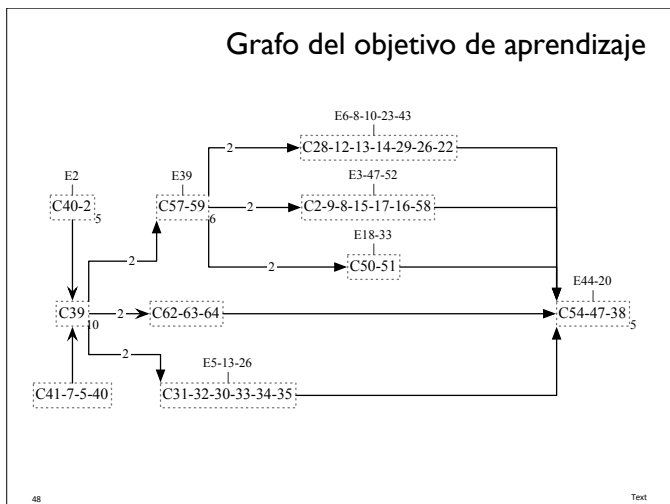 Grafo del objetivo de aprendizaje
E6-8-10-23-43
2
C28-12-13-14-29-26-22
E2
E39
E3-47-52
C40-2
5
C57-59
6
2
C2-9-8-15-17-16-58
E18-33
2
2
C50-51
E44-20
C39
10
2
C62-63-64
C54-47-38
5
2
E5-13-26
C41-7-5-40
C31-32-30-33-34-35
48
Text